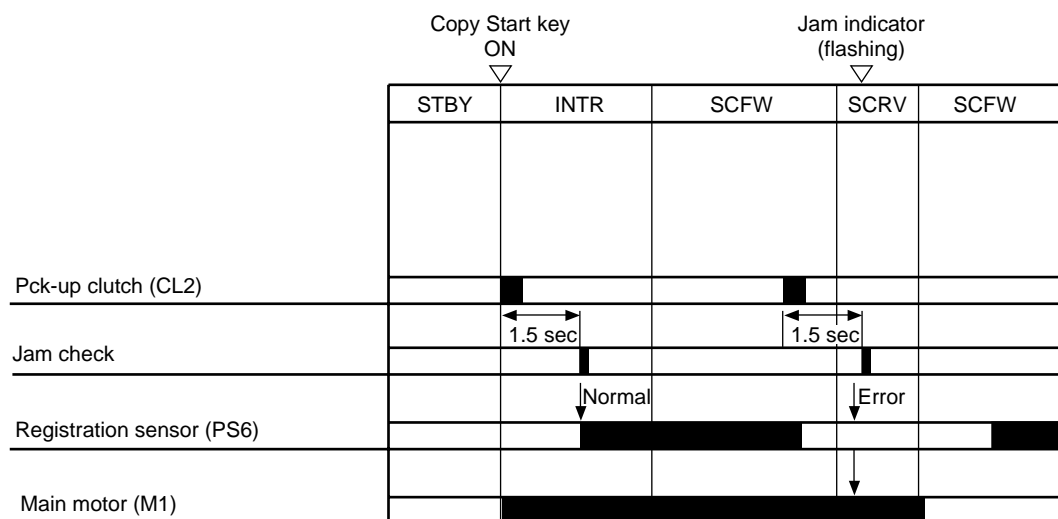 Copy Start key
ON
Jam indicator
(flashing)
STBY INTR SCFW SCRV SCFW
Pck-up clutch (CL2)
1.5 sec 1.5 sec
Jam check
Normal Error
Registration sensor (PS6)
Main motor (M1)